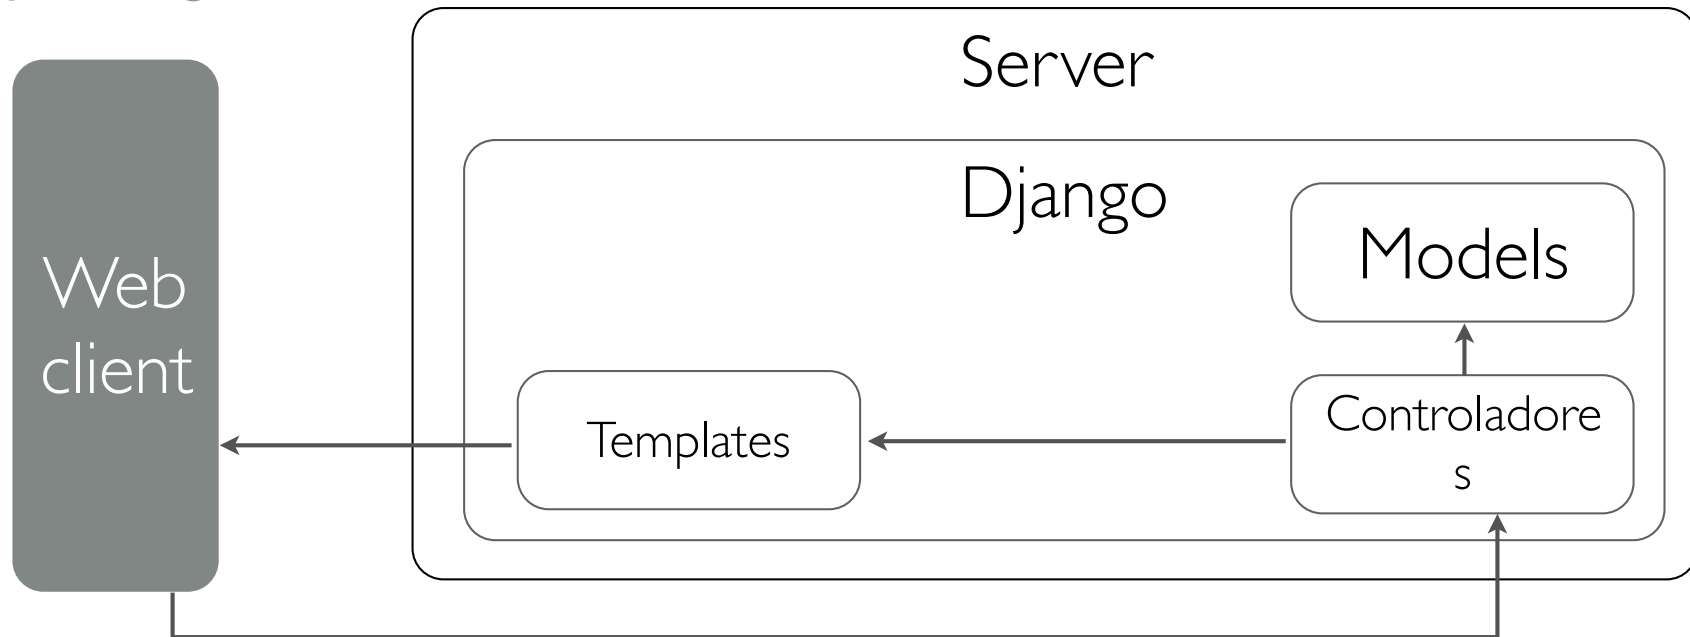 Server
Django
Models
Web
client
Templates
Controladore
s